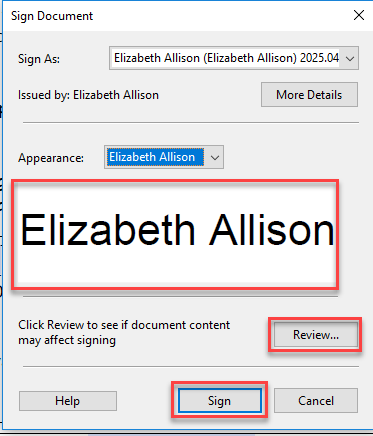 Sign Document
Sign As: Elizabeth Allison (Elizabeth Allison) 2025.04
Issued by: Elizabeth Allison More Details
Appearance: Elizabeth Allison
Elizabeth Allison
Click Review to see if document content
may affect signing
Review...
Help Sign Cancel